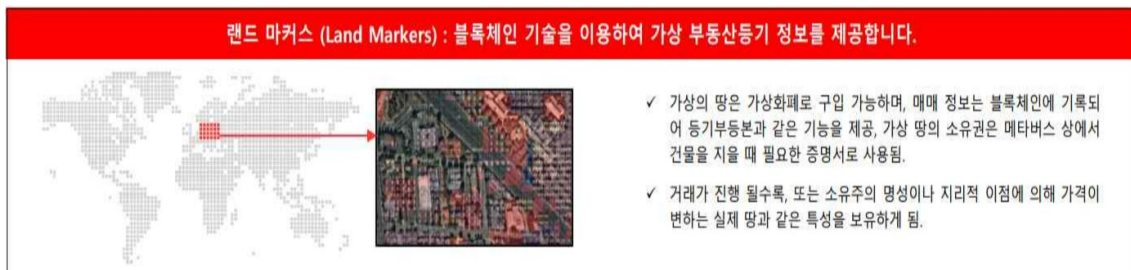 랜드 마커스 (Land Markers) : 블록체인 기술을 이용하여 가상 부동산등기 정보를 제공합니다.
✓ 가상의 땅은 가상화폐로 구입 가능하며, 매매 정보는 블록체인에 기록되
어 등기부등본과 같은 기능을 제공, 가상 땅의 소유권은 메타버스 상에서
건물을 지을 때 필요한 증명서로 사용됨.
✓ 거래가 진행 될수록, 또는 소유주의 명성이나 지리적 이점에 의해 가격이
변하는 실제 땅과 같은 특성을 보유하게 됨.